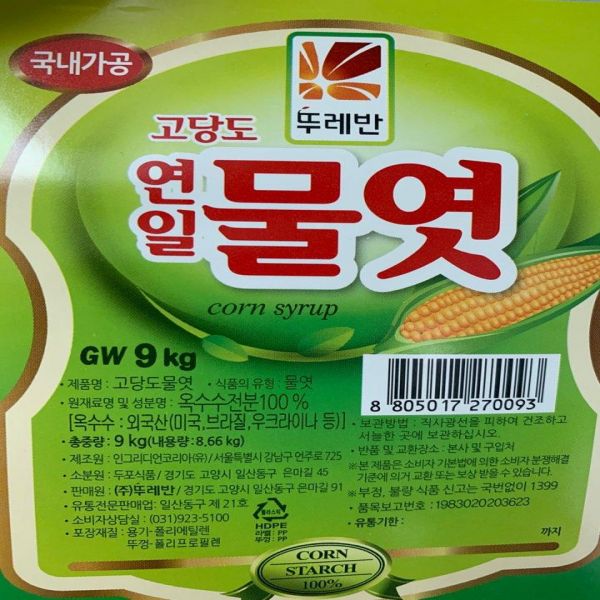 국내가공
뚜레반
고당도
연일 물엿
corn syrup
GW 9 kg
8 805017 270093
· 제품명 : 고당도물엿 · 식품의 유형 : 물엿
· 원재료명 및 성분명 : 옥수수전분100 %
[옥수수 : 외국산(미국,브라질,우크라이나 등)]
· 총중량 : 9 kg(내용량 : 8.66 kg)
· 제조원 : 인그리디언코리아(유)/서울특별시 강남구 언주로 725
· 소분원 : 두포식품/ 경기도 고양시 일산동구 은마길 45
· 판매원 : (주)뚜레반/ 경기도 고양시 일산동구 은마길 91
· 유통전문판매업 : 일산동구 제 21호
· 소비자상담실 : (031)923-5100
· 포장재질 : 용기-폴리에틸렌
뚜껑-폴리프로필렌
플라스틱
HDPE
라벨 : PP
뚜껑 : PP
· 보관방법 : 직사광선을 피하여 건조하고
서늘한 곳에 보관하십시오.
· 반품 및 교환장소 : 본사 및 구입처
※본 제품은 소비자 기본법에 의한 소비자 분쟁해결
기준에 의거 교환 또는 보상 받을 수 있습니다.
※부정, 불량 식품 신고는 국번없이 1399
· 품목보고번호 : 1983020203623
· 유통기한 :
까지
CORN
STARCH
100%